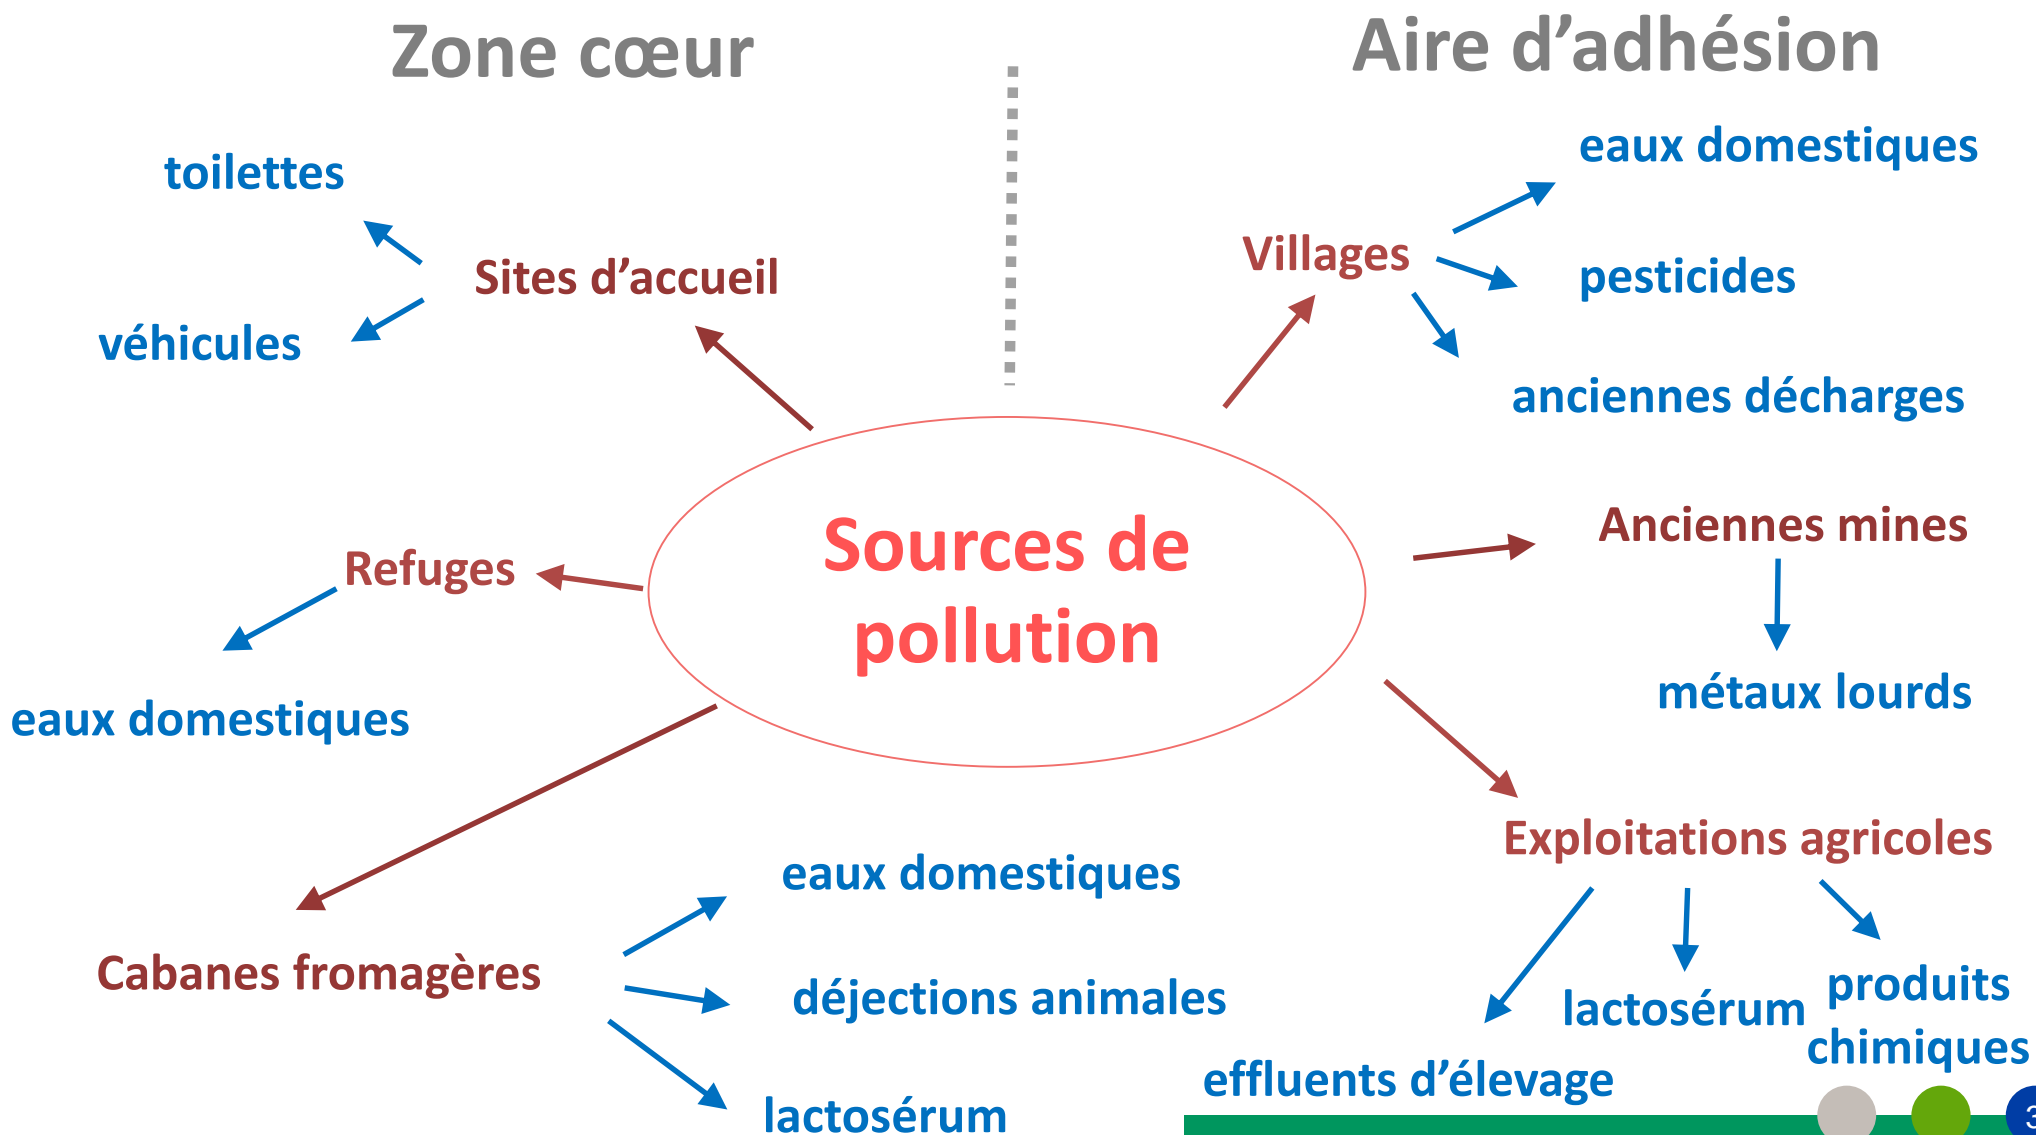 Zone cœur
Aire d’adhésion
toilettes
Sites d’accueil
véhicules
Refuges
eaux domestiques
Cabanes fromagères
eaux domestiques
déjections animales
lactosérum
Sources de
pollution
Villages
eaux domestiques
pesticides
anciennes décharges
Anciennes mines
métaux lourds
Exploitations agricoles
effluents d’élevage
lactosérum
produits
chimiques
3